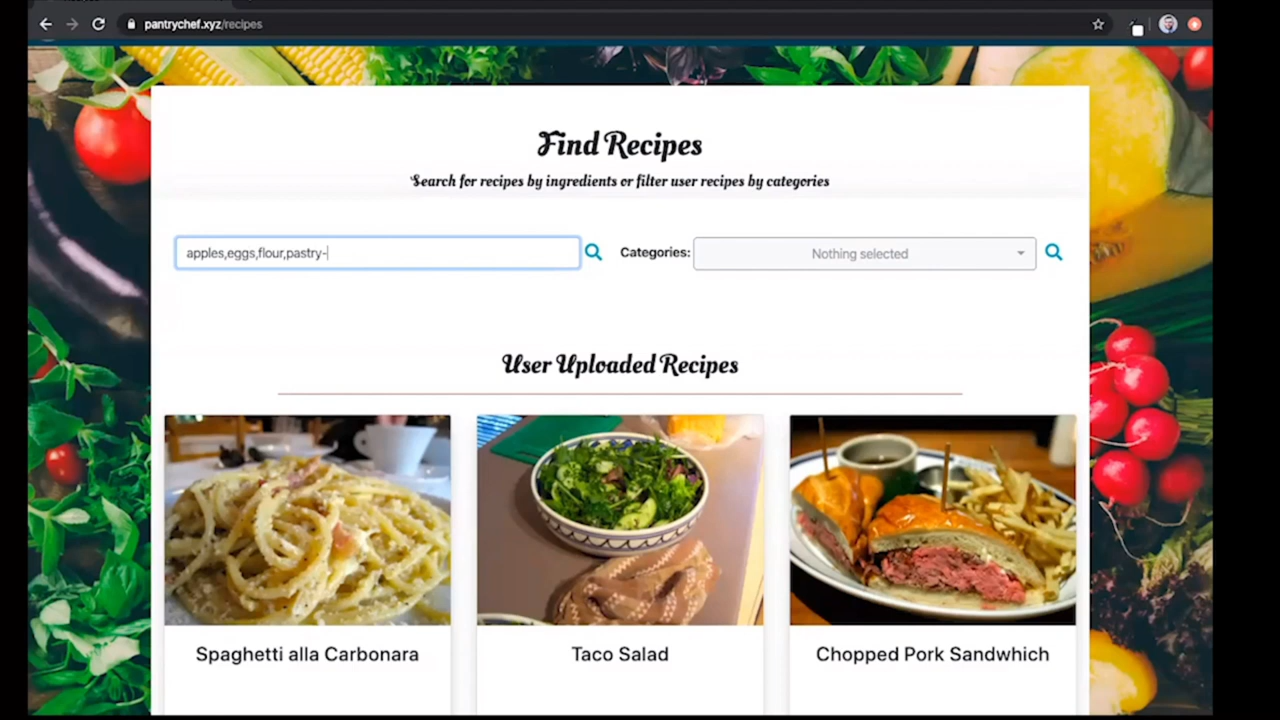 pantrychef.xyz/recipes
Find Recipes
Search for recipes by ingredients or filter user recipes by categories
apples,eggs,flour,pastry-
Categories:
Nothing selected
User Uploaded Recipes
Spaghetti alla Carbonara
Taco Salad
Chopped Pork Sandwhich